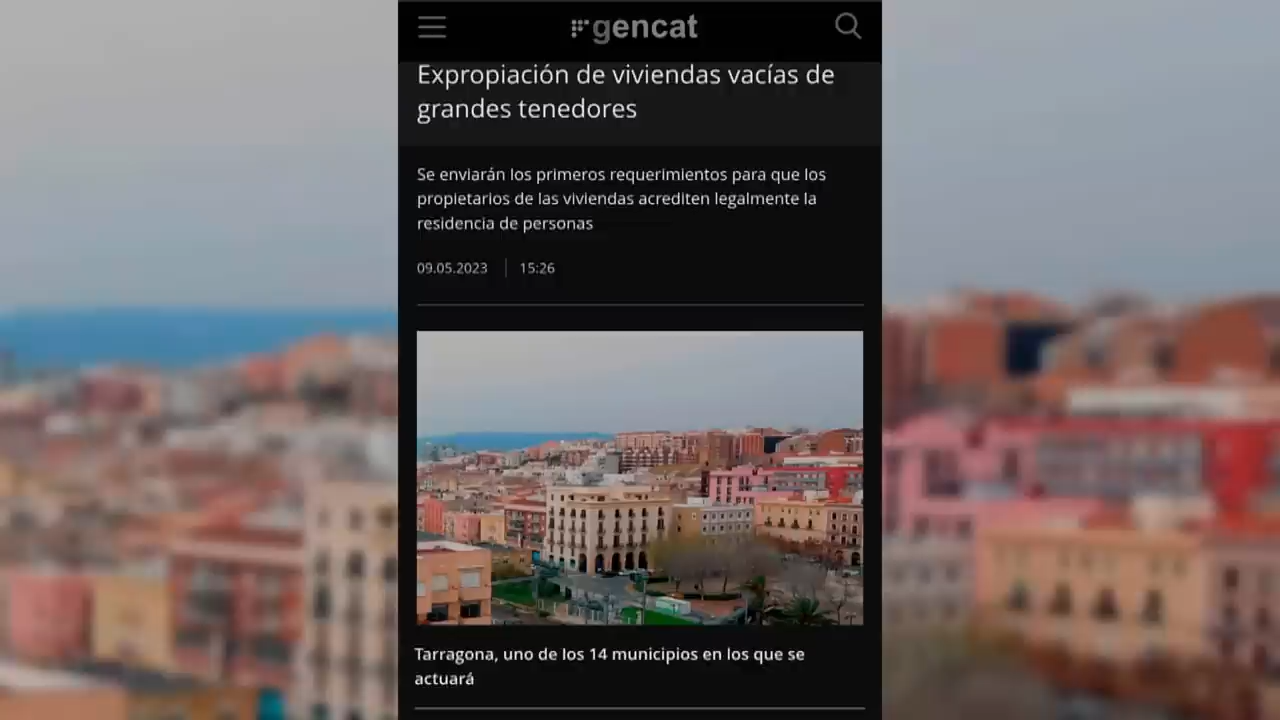 gencat
Expropiación de viviendas vacías de
grandes tenedores
Se enviarán los primeros requerimientos para que los
propietarios de las viviendas acrediten legalmente la
residencia de personas
09.05.2023 | 15:26
Tarragona, uno de los 14 municipios en los que se
actuará